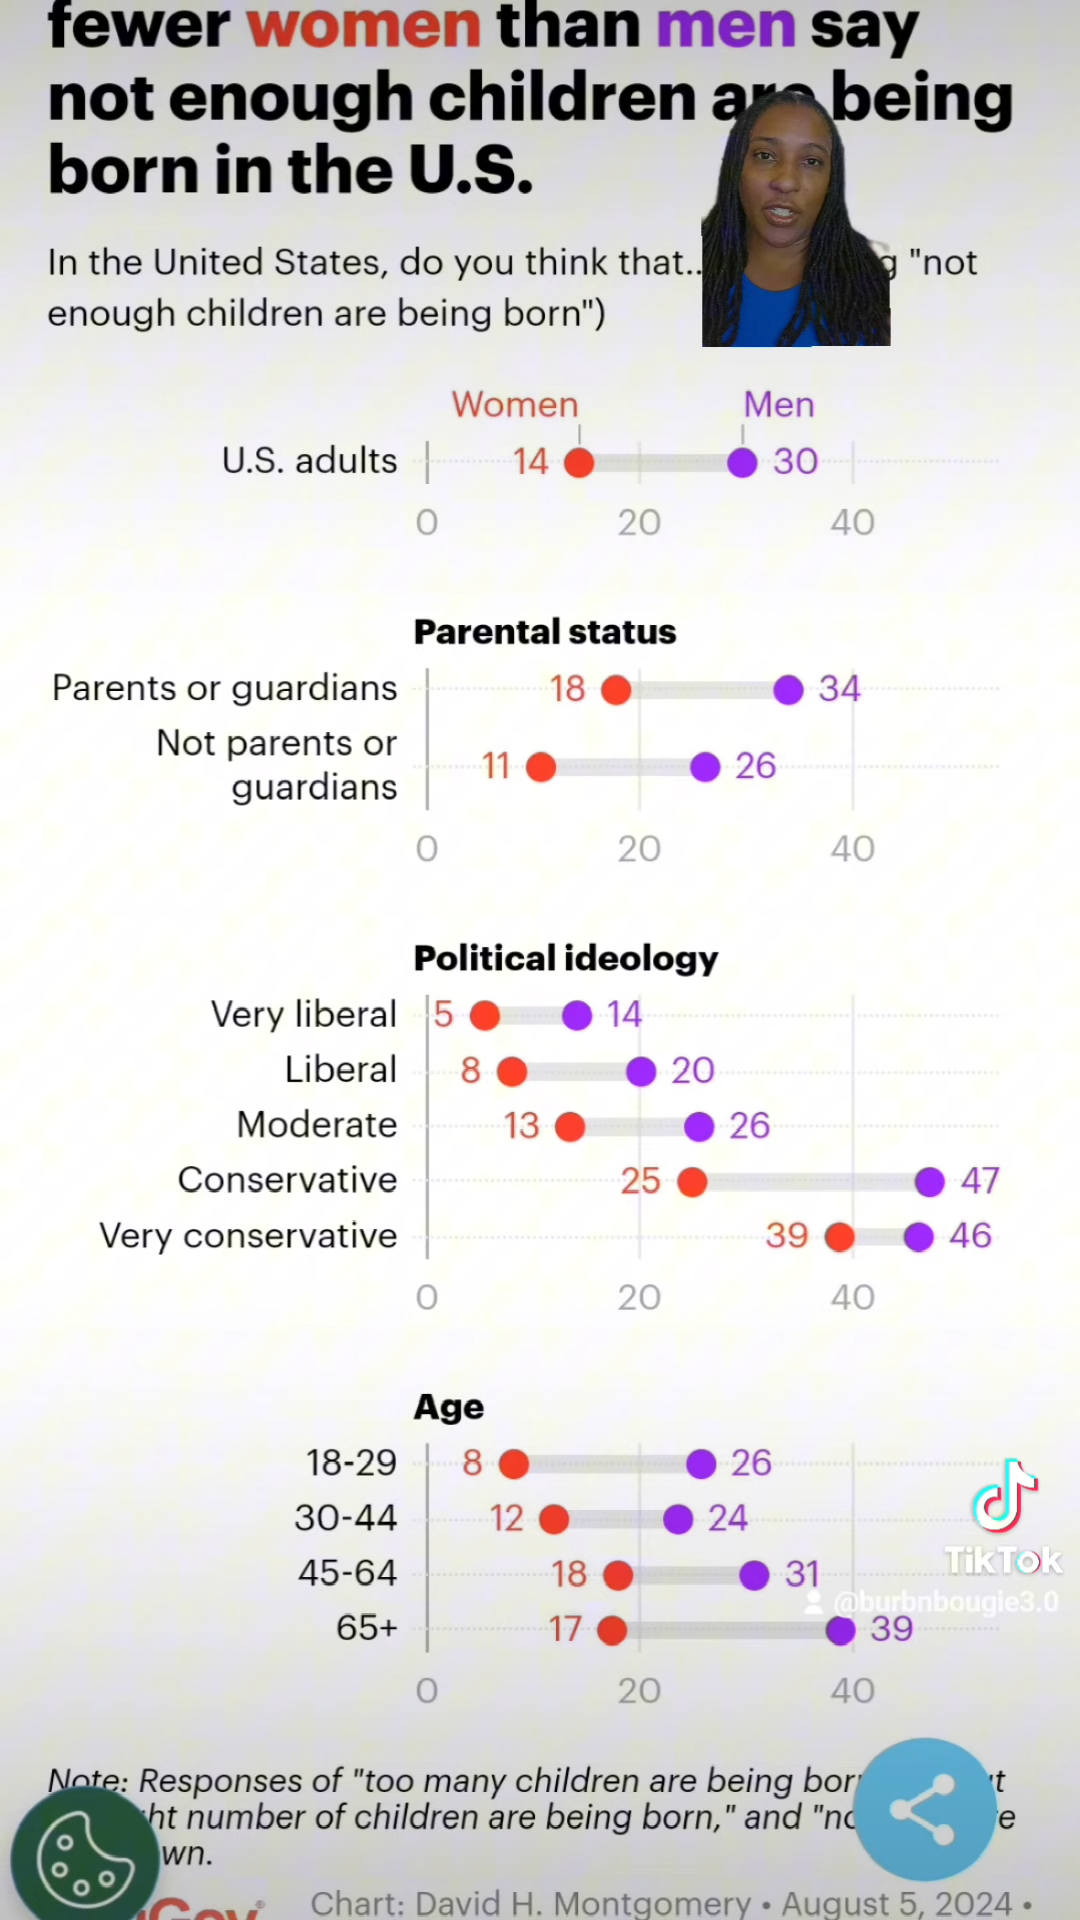 fewer women than men say
not enough children are being
born in the U.S.
In the United States, do you think that.. "not
enough children are being born")
Women Men
U.S. adults 14 30
0 20 40
Parental status
Parents or guardians 18 34
Not parents or
guardians 11 26
0 20 40
Political ideology
Very liberal 5 14
Liberal 8 20
Moderate 13 26
Conservative 25 47
Very conservative 39 46
0 20 40
Age
18-29 8 26
30-44 12 24
45-64 18 31
65+ 17 39
0 20 40
TikTok
@burbnbougie3.0
Note: Responses of "too many children are being
number of children are being born," and
Chart: David H. Montgomery • August 5, 2024 •